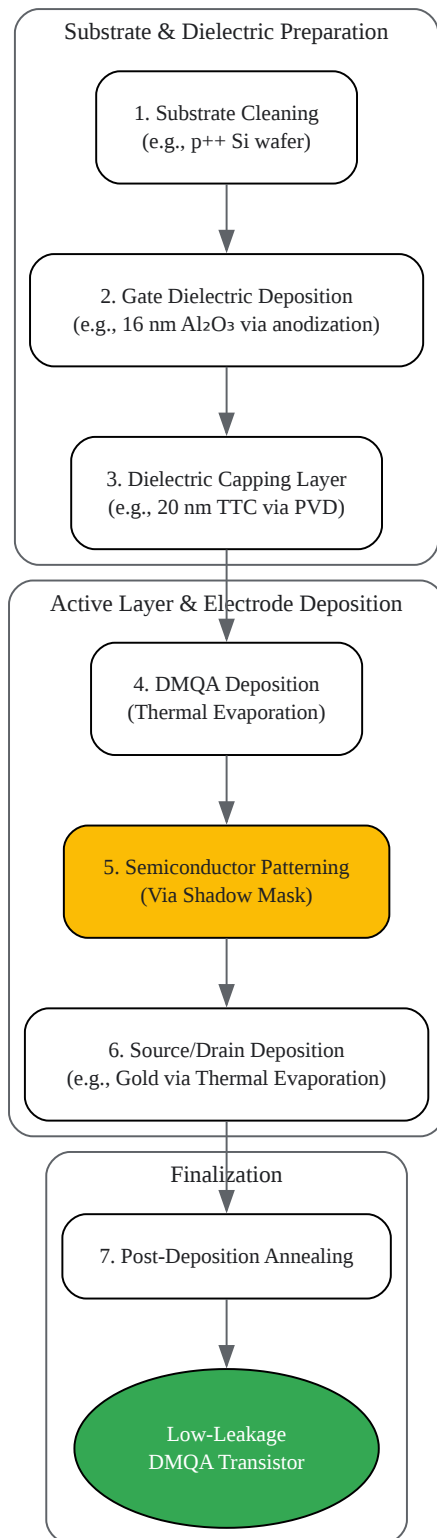 Substrate & Dielectric Preparation
1. Substrate Cleaning
(e.g., p++ Si wafer)
2. Gate Dielectric Deposition
(e.g., 16 nm Al₂O₃ via anodization)
3. Dielectric Capping Layer
(e.g., 20 nm TTC via PVD)
Active Layer & Electrode Deposition
4. DMQA Deposition
(Thermal Evaporation)
5. Semiconductor Patterning
(Via Shadow Mask)
6. Source/Drain Deposition
(e.g., Gold via Thermal Evaporation)
Finalization
7. Post-Deposition Annealing
Low-Leakage
DMQA Transistor